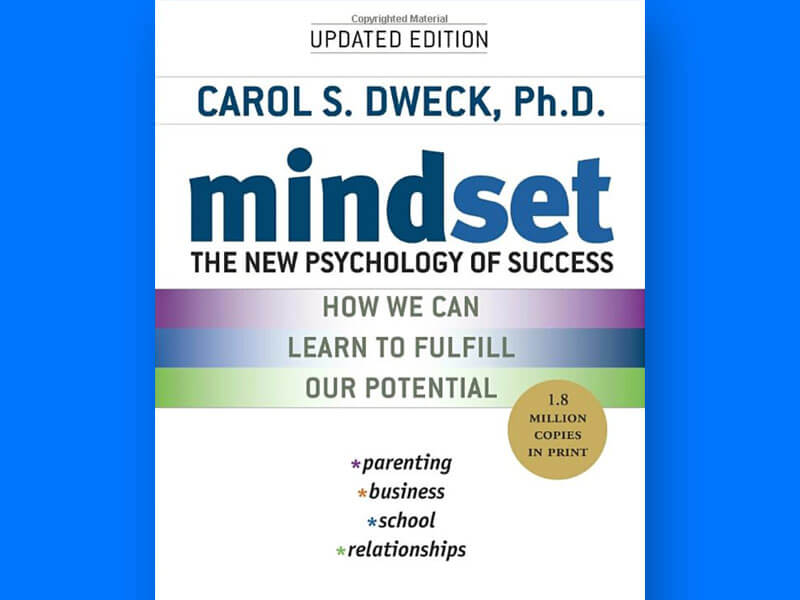 Copyrighted Material
UPDATED EDITION
CAROL S. DWECK, Ph.D.
mindset
THE NEW PSYCHOLOGY OF SUCCESS
HOW WE CAN
LEARN TO FULFILL
OUR POTENTIAL
1.8
MILLION
COPIES
IN PRINT
*parenting
*business
*school
*relationships